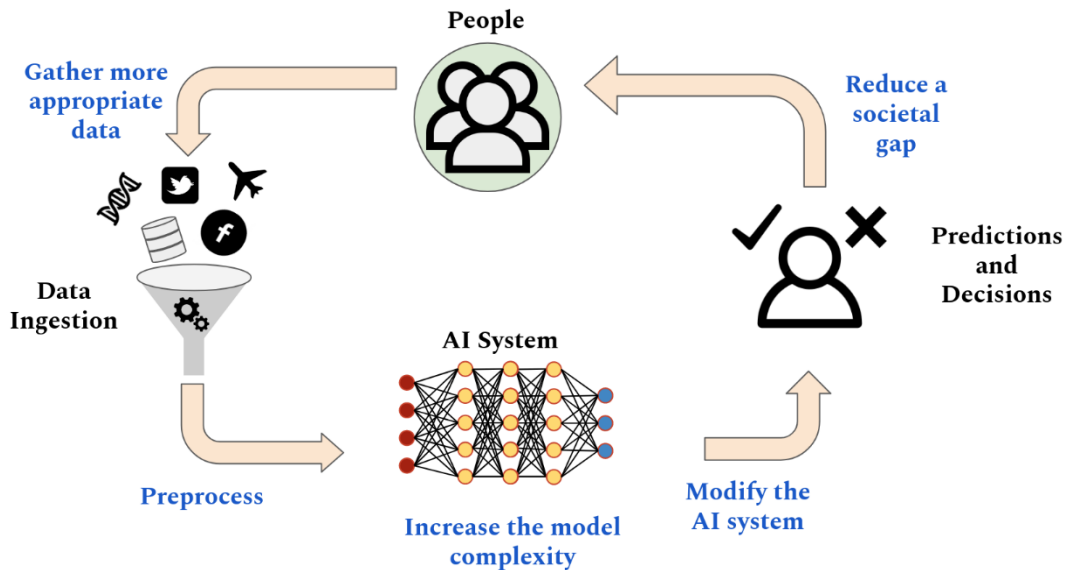 People
Gather more
appropriate
data
Reduce a
societal
gap
f
Predictions
and
Decisions
Data
Ingestion
AI System
Preprocess
Increase the model
complexity
Modify the
AI system